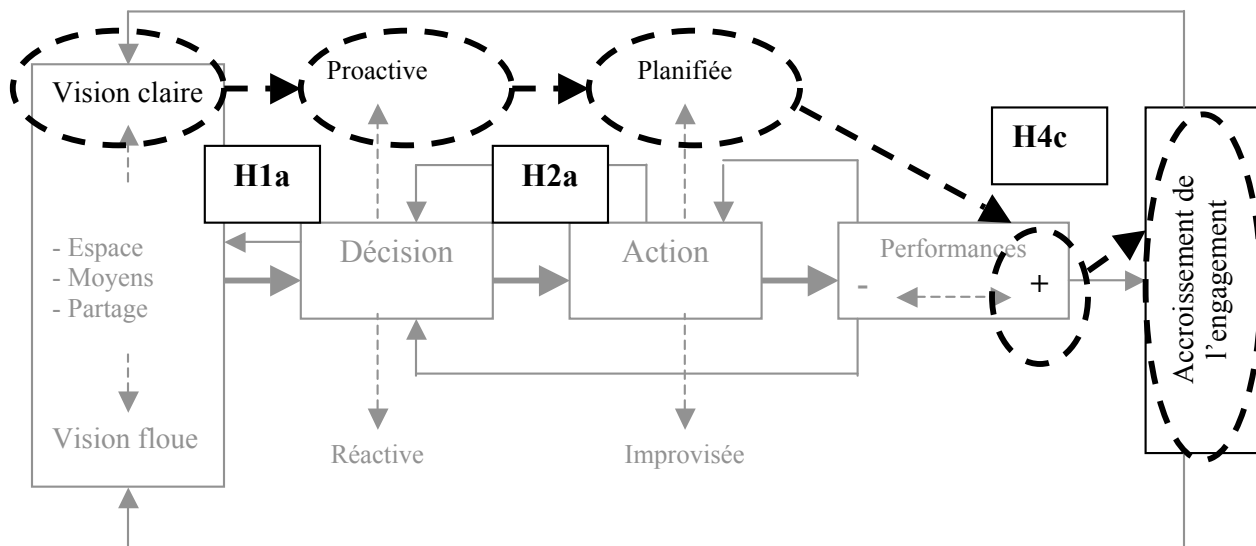 Vision claire
Proactive
Planifiée
H1a
H2a
H4c
- Espace
- Moyens
- Partage
Décision
Action
Performances
- +
Accroissement de
l’engagement
Vision floue
Réactive
Improvisée